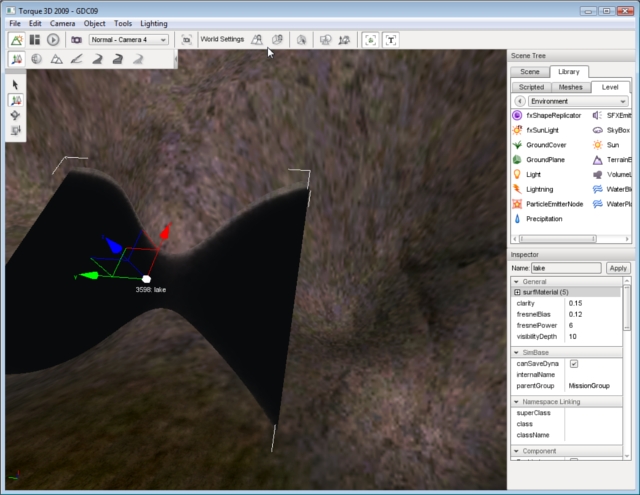 Torque 3D 2009 - GDC09
File Edit Camera Object Tools Lighting
Normal - Camera 4
World Settings
T
Scene Tree
Scene Library
Scripted Meshes Level
Environment
fxShapeReplicator SFXEmit
fxSunLight SkyBox
GroundCover Sun
GroundPlane TerrainB
Light VolumeL
Lightning WaterBl
ParticleEmitterNode WaterPla
Precipitation
Inspector
Name: lake Apply
General
surfMaterial (5)
clarity 0.15
fresnelBias 0.12
fresnelPower 6
visibilityDepth 10
SimBase
canSaveDyna
internalName
parentGroup MissionGroup
Namespace Linking
superClass
class
className
Component
y
3598: lake